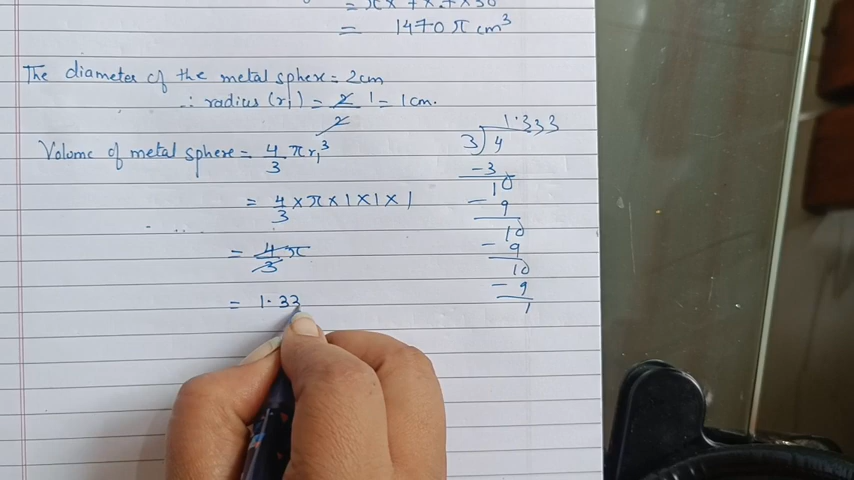 = 1470 π cm³
The diameter of the metal sphere = 2cm
∴ radius (r₁) = 2/2 1 = 1cm.
Volume of metal sphere = 4/3 π r₁³
= 4/3 × π × 1 × 1 × 1
= 4/3 π
= 1.33
1.333
3)4
-3
10
-9
10
-9
10
-9
1